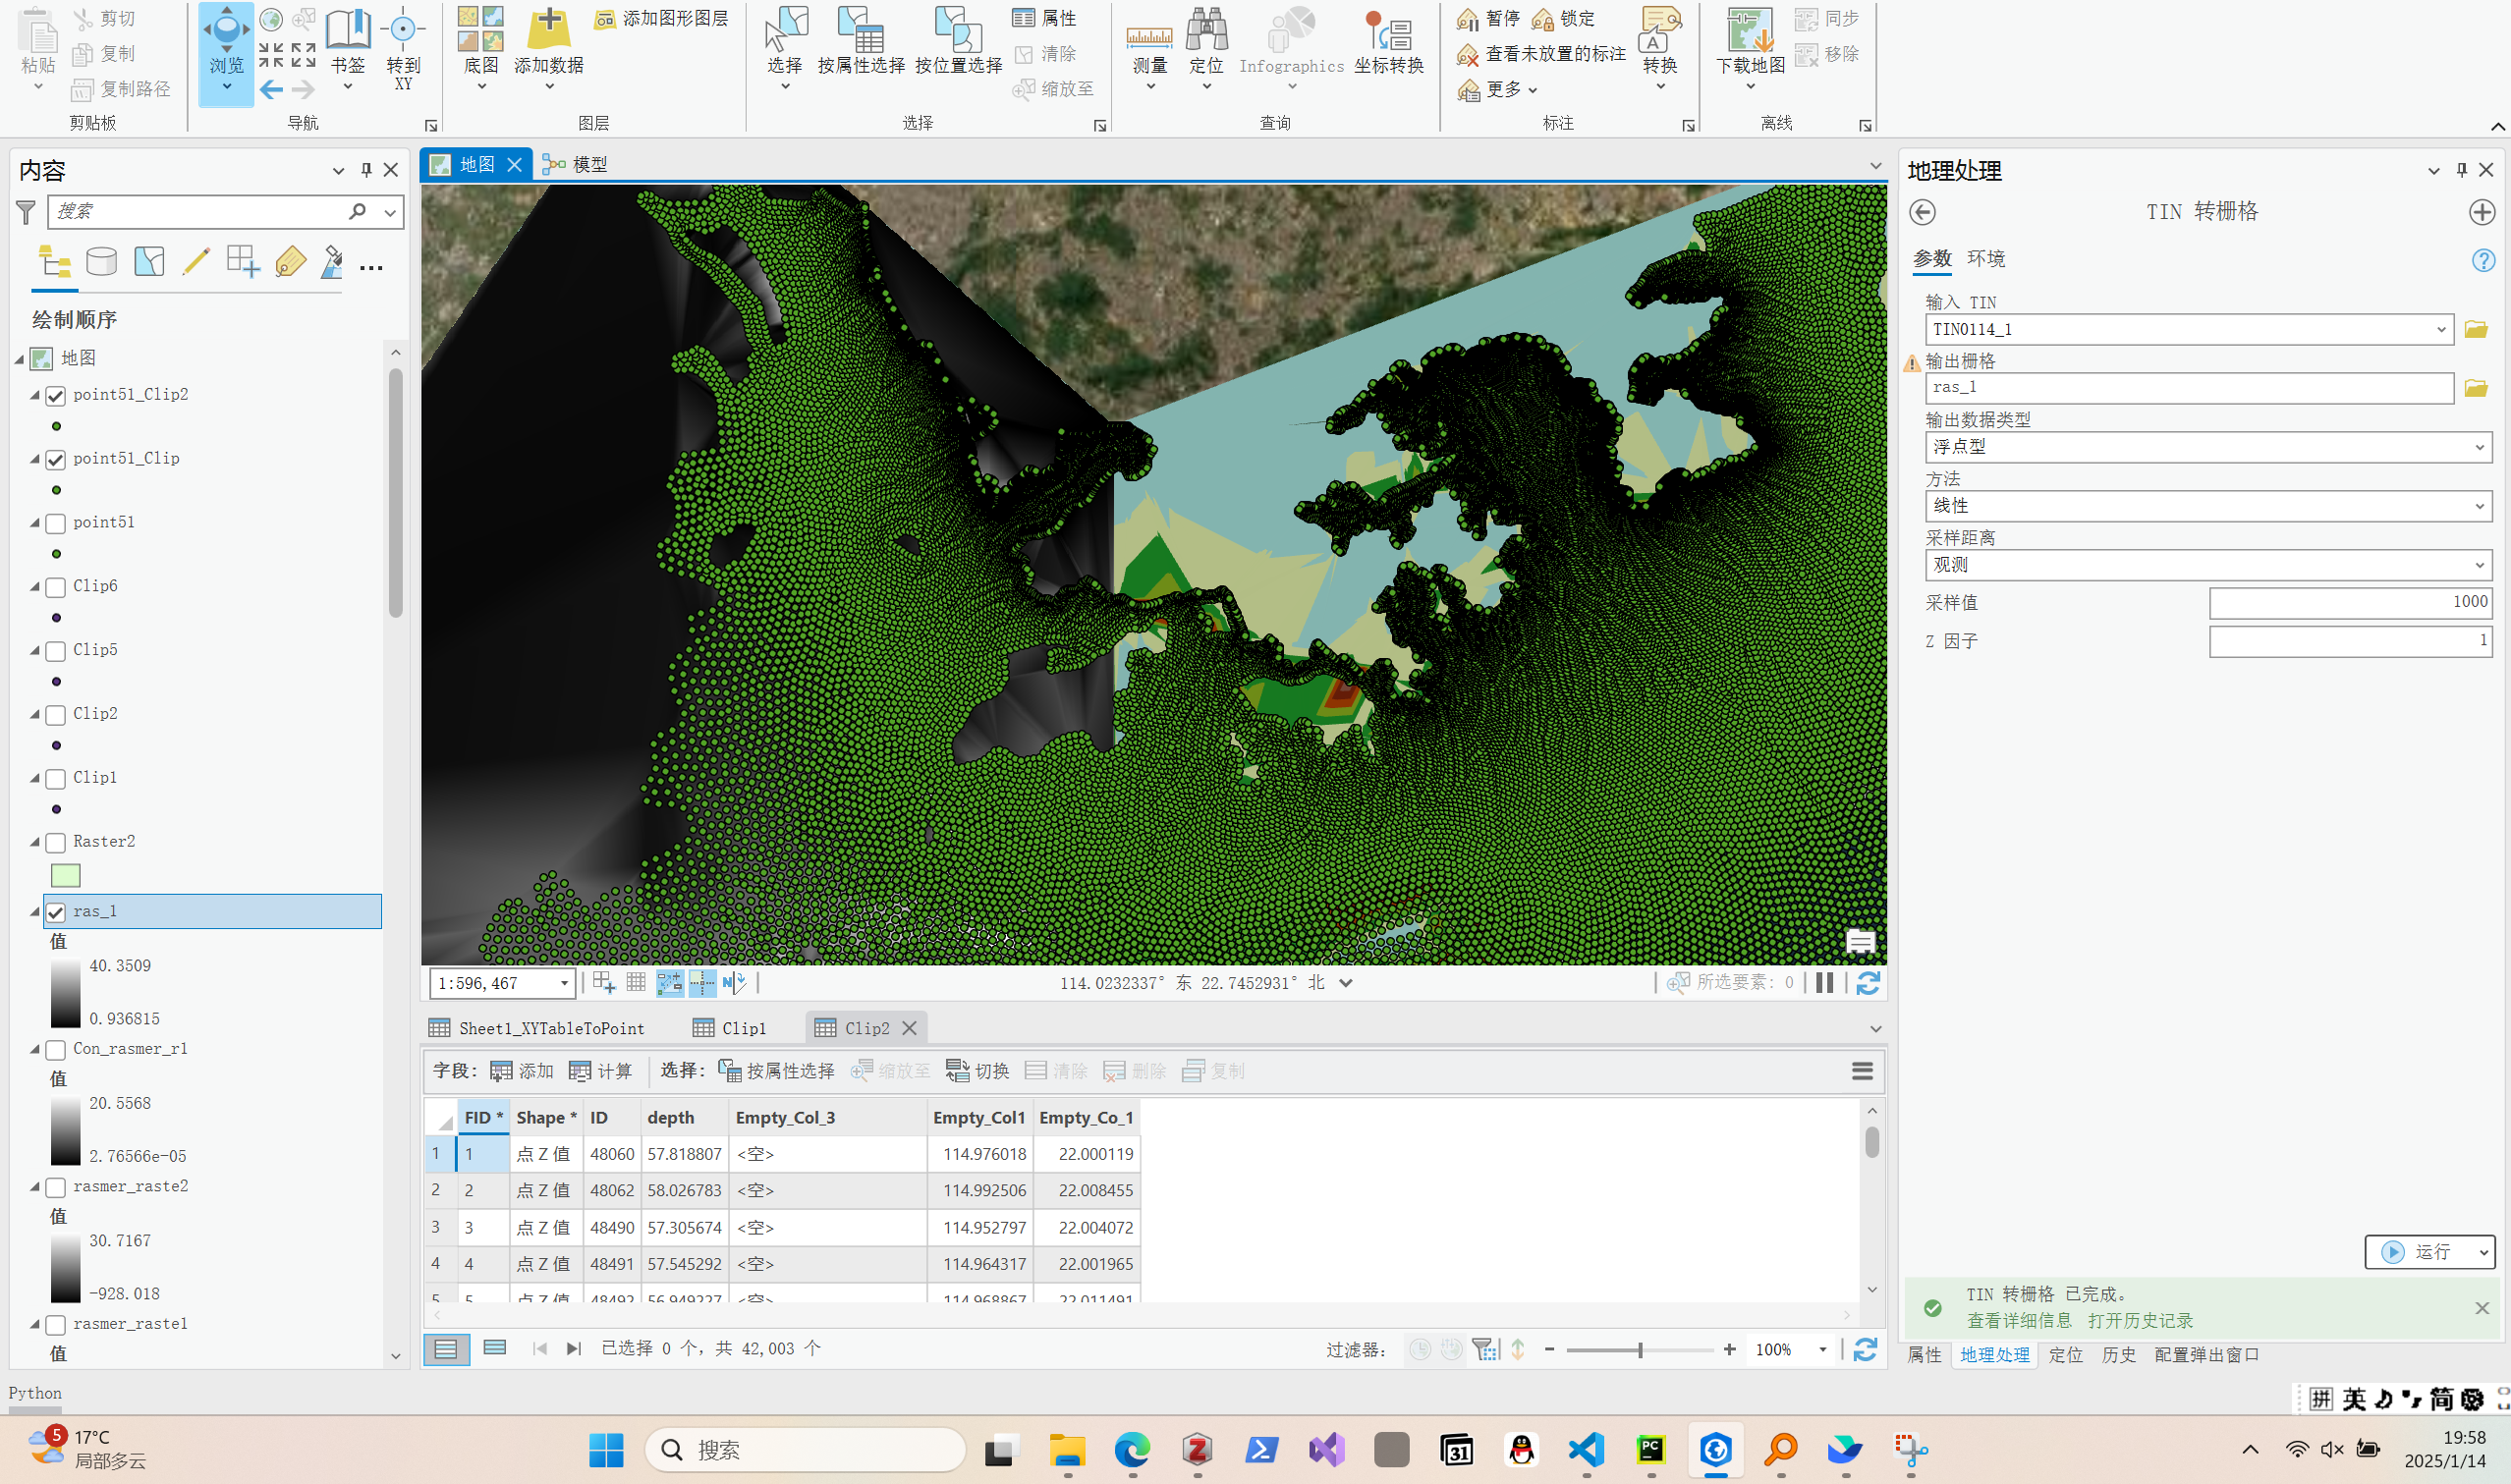 粘贴
剪切
复制
复制路径
剪贴板
浏览
书签
转到
XY
导航
底图
添加数据
添加图形图层
图层
选择
按属性选择
按位置选择
属性
清除
缩放至
选择
测量
定位
Infographics
坐标转换
查询
暂停
锁定
查看未放置的标注
更多
转换
标注
下载地图
同步
移除
离线
内容
搜索
绘制顺序
地图
point51_Clip2
point51_Clip
point51
Clip6
Clip5
Clip2
Clip1
Raster2
ras_1
值
40.3509
0.936815
Con_rasmer_r1
值
20.5568
2.76566e-05
rasmer_raste2
值
30.7167
-928.018
rasmer_raste1
值
地图
模型
1:596,467
114.0232337° 东 22.7452931° 北
所选要素: 0
Sheet1_XYTableToPoint
Clip1
Clip2
字段:
添加
计算
选择:
按属性选择
缩放至
切换
清除
删除
复制
FID * Shape * ID depth Empty_Col_3 Empty_Col1 Empty_Co_1
1 1 点 Z 值 48060 57.818807 <空> 114.976018 22.000119
2 2 点 Z 值 48062 58.026783 <空> 114.992506 22.008455
3 3 点 Z 值 48490 57.305674 <空> 114.952797 22.004072
4 4 点 Z 值 48491 57.545292 <空> 114.964317 22.001965
5 5 点 Z 值 48492 56.949227 <空> 114.968867 22.011491
已选择 0 个，共 42,003 个
过滤器:
100%
地理处理
TIN 转栅格
参数
环境
输入 TIN
TIN0114_1
输出栅格
ras_1
输出数据类型
浮点型
方法
线性
采样距离
观测
采样值
1000
Z 因子
1
运行
TIN 转栅格 已完成。
查看详细信息 打开历史记录
属性
地理处理
定位
历史
配置弹出窗口
Python
拼 英 简
5
17°C
局部多云
搜索
31
PC
19:58
2025/1/14